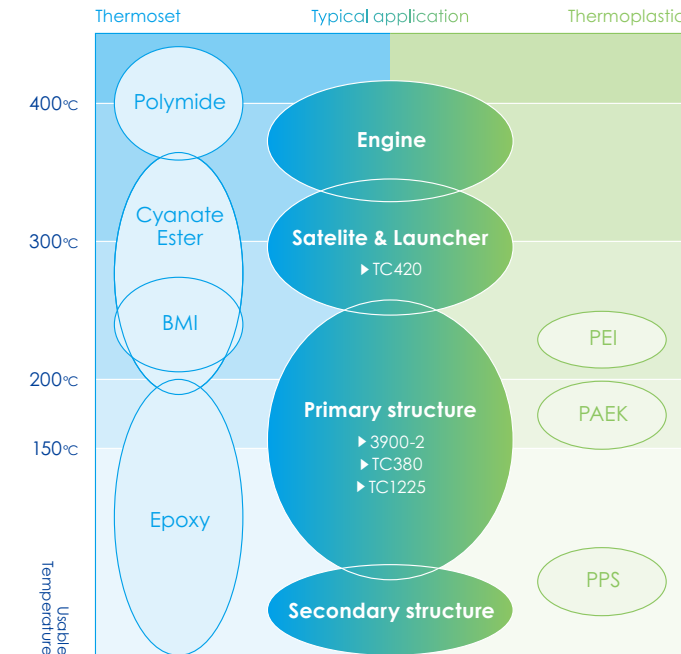 Thermoset
Typical application
Thermoplastic
400℃
Polymide
Engine
Cyanate
Ester
300℃
Satelite & Launcher
▶ TC420
BMI
PEI
200℃
Primary structure
PAEK
▶ 3900-2
150℃
▶ TC380
▶ TC1225
Epoxy
PPS
Secondary structure
Usable
Temperature